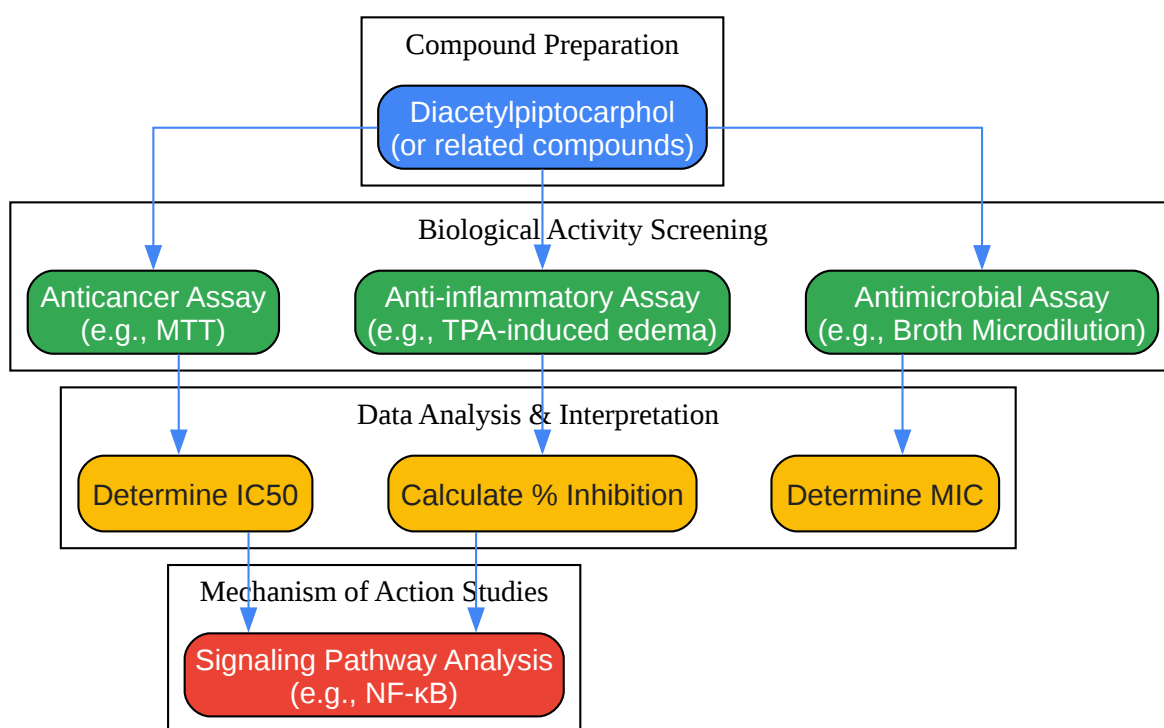 Compound Preparation
Diacetylpiptocarphol
(or related compounds)
Biological Activity Screening
Anticancer Assay
(e.g., MTT)
Anti-inflammatory Assay
(e.g., TPA-induced edema)
Antimicrobial Assay
(e.g., Broth Microdilution)
Data Analysis & Interpretation
Determine IC50
Calculate % Inhibition
Determine MIC
Mechanism of Action Studies
Signaling Pathway Analysis
(e.g., NF-κB)